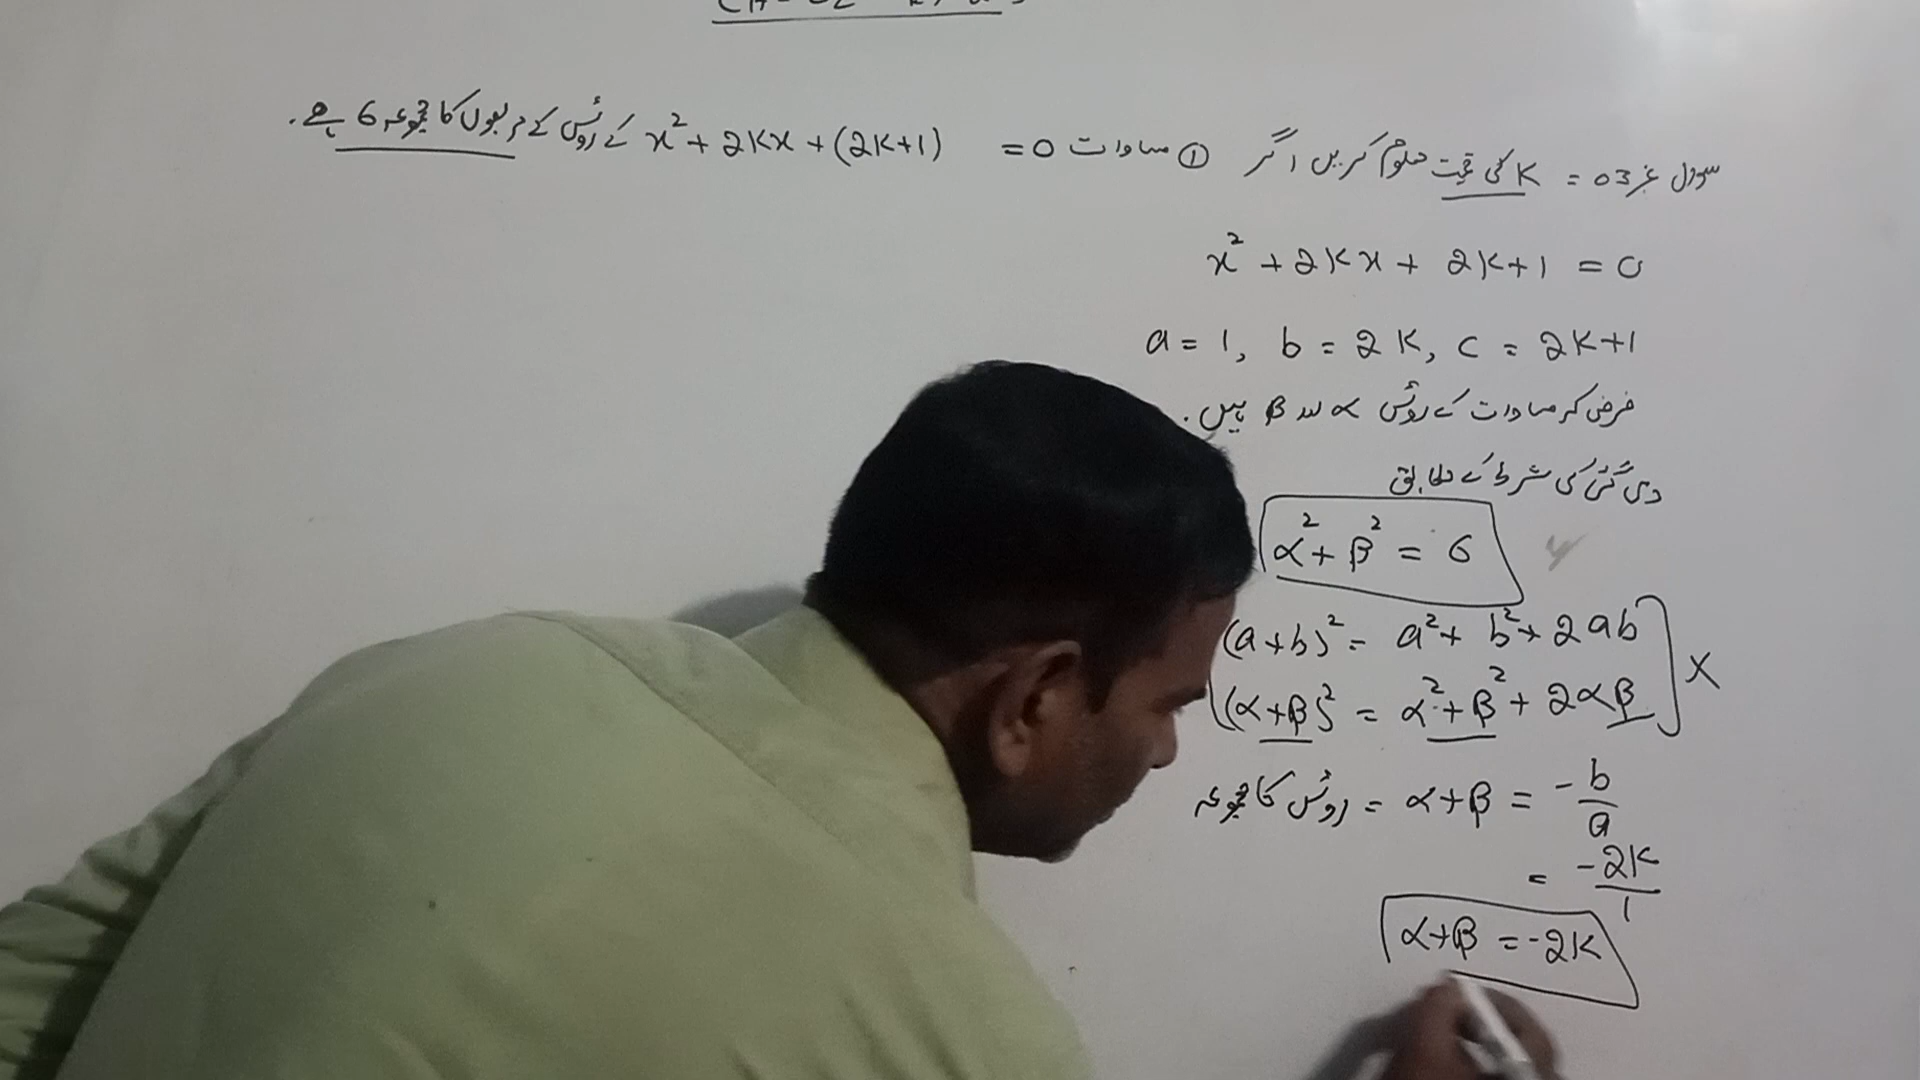 سوال نمبر 03 = K کی قیمت معلوم کریں اگر ① مساوات x² + 2Kx + (2K+1) = 0 کے روٹس کے مربعوں کا مجموعہ 6 ہے.
x² + 2Kx + 2K+1 = 0
a = 1, b = 2K, c = 2K+1
فرض کر مساوات کے روٹس α اور β ہیں.
دی گئی کی شرط کے مطابق
α² + β² = 6
(a+b)² = a² + b² + 2ab
(α+β)² = α² + β² + 2αβ
X
روٹس کا مجموعہ = α+β = -b/a
= -2K/1
α+β = -2K